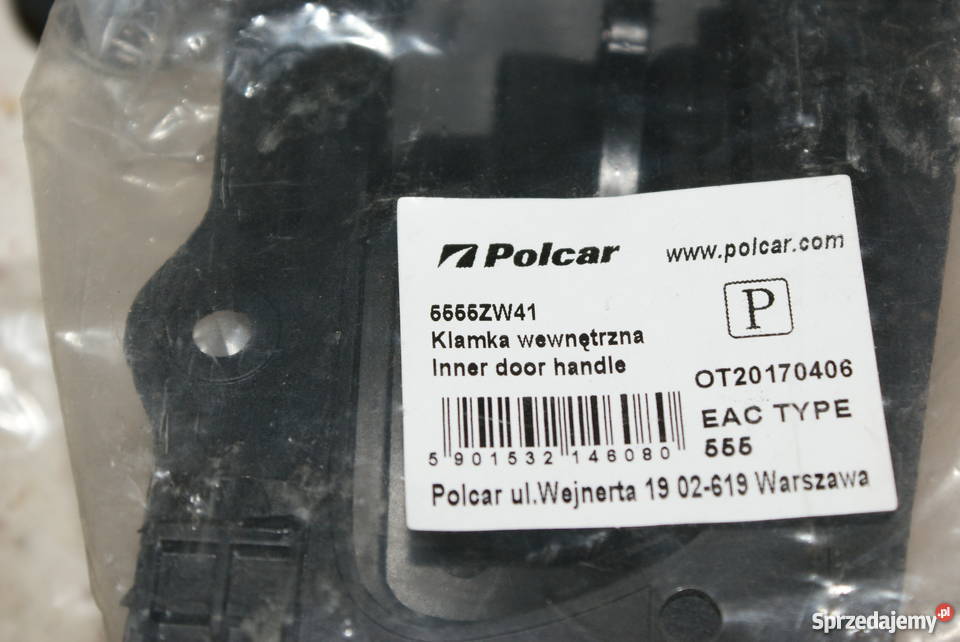 Polcar www.polcar.com
5555ZW41
P
Klamka wewnętrzna
Inner door handle
OT20170406
EAC TYPE
555
5 901532 146080
Polcar ul.Wejnerta 19 02-619 Warszawa
Sprzedajemy.pl